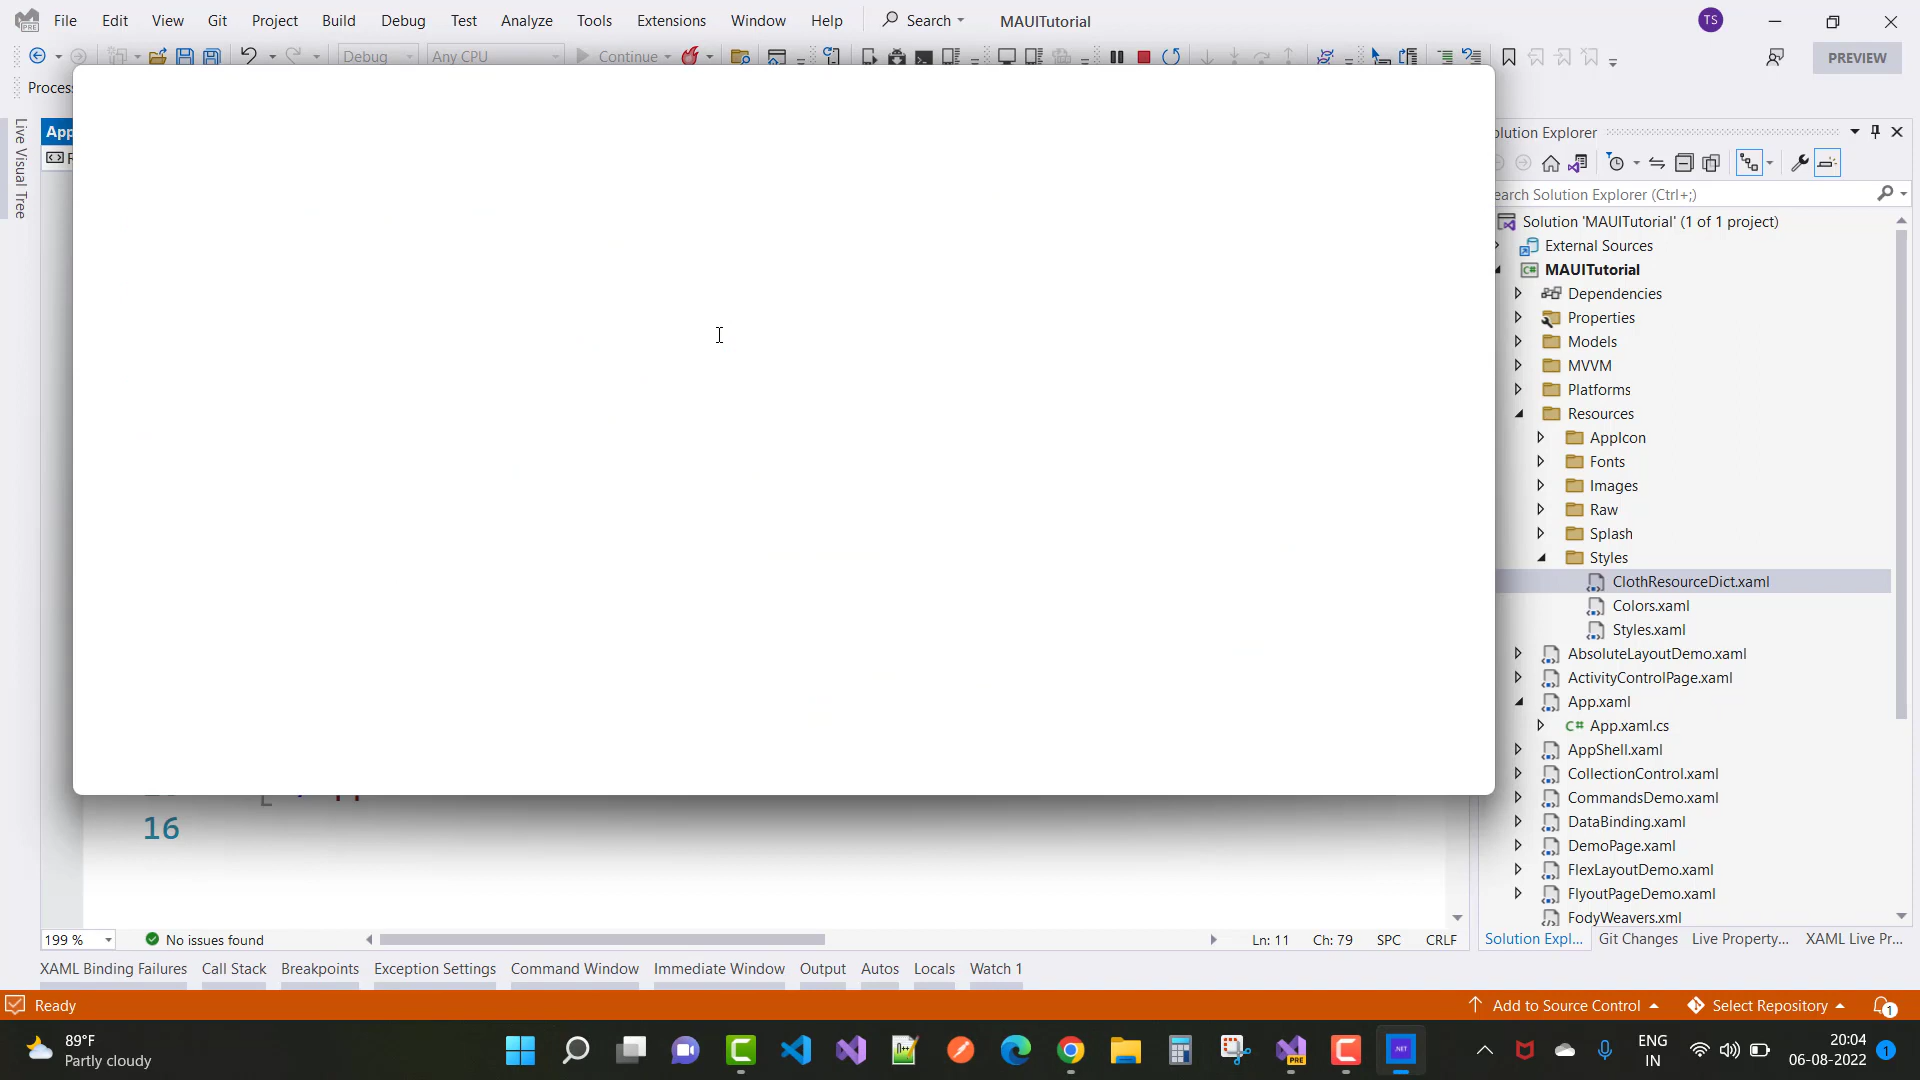 File Edit View Git Project Build Debug Test Analyze Tools Extensions Window Help Search MAUITutorial TS
Debug Any CPU Continue PREVIEW
Process
Live Visual Tree
App
16
199 % No issues found Ln: 11 Ch: 79 SPC CRLF
Solution Explorer
Search Solution Explorer (Ctrl+;)
Solution 'MAUITutorial' (1 of 1 project)
External Sources
MAUITutorial
Dependencies
Properties
Models
MVVM
Platforms
Resources
AppIcon
Fonts
Images
Raw
Splash
Styles
ClothResourceDict.xaml
Colors.xaml
Styles.xaml
AbsoluteLayoutDemo.xaml
ActivityControlPage.xaml
App.xaml
C# App.xaml.cs
AppShell.xaml
CollectionControl.xaml
CommandsDemo.xaml
DataBinding.xaml
DemoPage.xaml
FlexLayoutDemo.xaml
FlyoutPageDemo.xaml
FodyWeavers.xml
Solution Expl... Git Changes Live Property... XAML Live Pr...
XAML Binding Failures Call Stack Breakpoints Exception Settings Command Window Immediate Window Output Autos Locals Watch 1
Ready Add to Source Control Select Repository 1
89°F
Partly cloudy
PRE
.NET
ENG
IN
20:04
06-08-2022
1